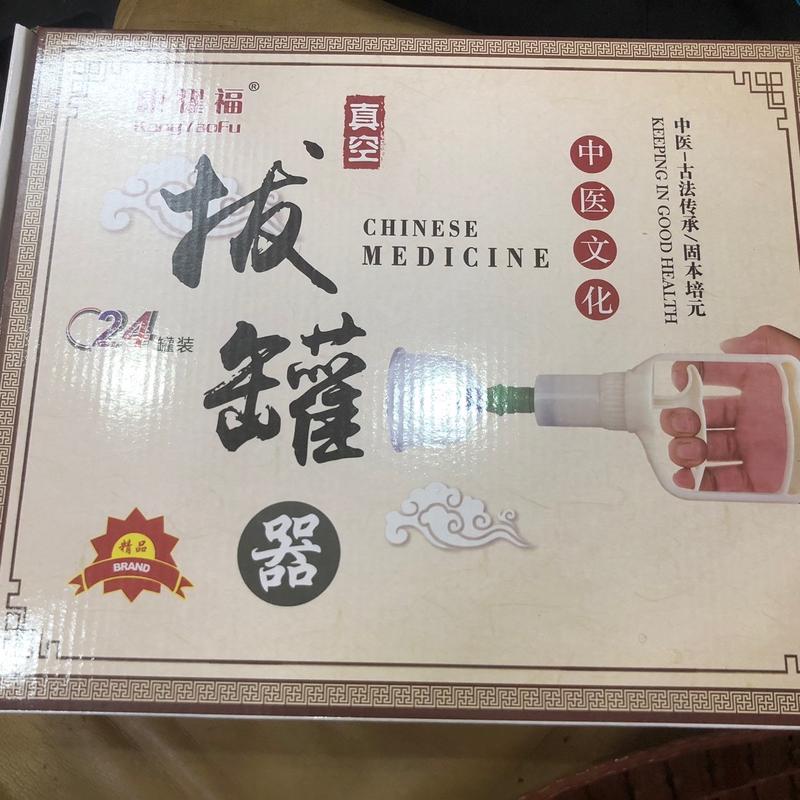 耀福®
KangYaoFu
真空
拔罐
器
CHINESE
MEDICINE
中医文化
中医-古法传承/固本培元
KEEPING IN GOOD HEALTH
C24罐装
精品
BRAND